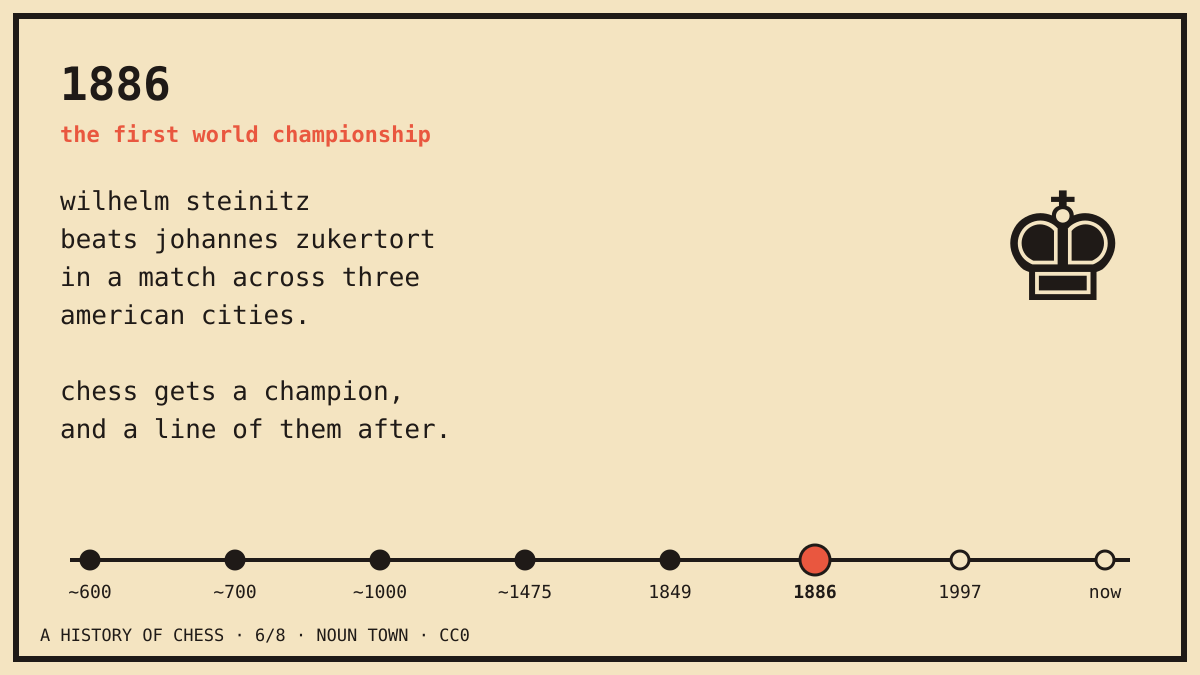 1886
the first world championship
wilhelm steinitz
beats johannes zukertort
in a match across three
american cities.
chess gets a champion,
and a line of them after.
~600 ~700 ~1000 ~1475 1849 1886 1997 now
A HISTORY OF CHESS · 6/8 · NOUN TOWN · CC0